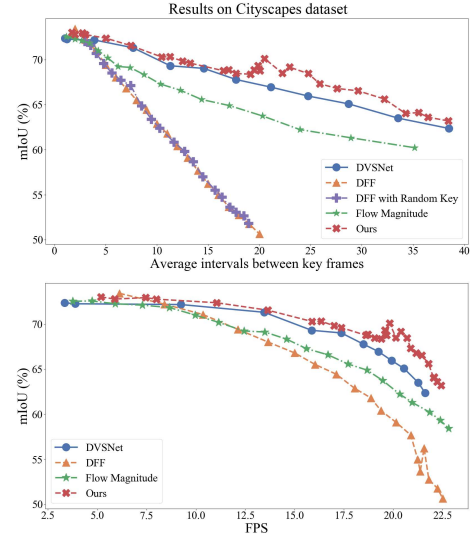 Results on Cityscapes dataset
mIoU (%)
70
65
60
55
50
DVSNet
DFF
DFF with Random Key
Flow Magnitude
Ours
0 5 10 15 20 25 30 35 40
Average intervals between key frames
mIoU (%)
70
65
60
55
50
DVSNet
DFF
Flow Magnitude
Ours
2.5 5.0 7.5 10.0 12.5 15.0 17.5 20.0 22.5
FPS